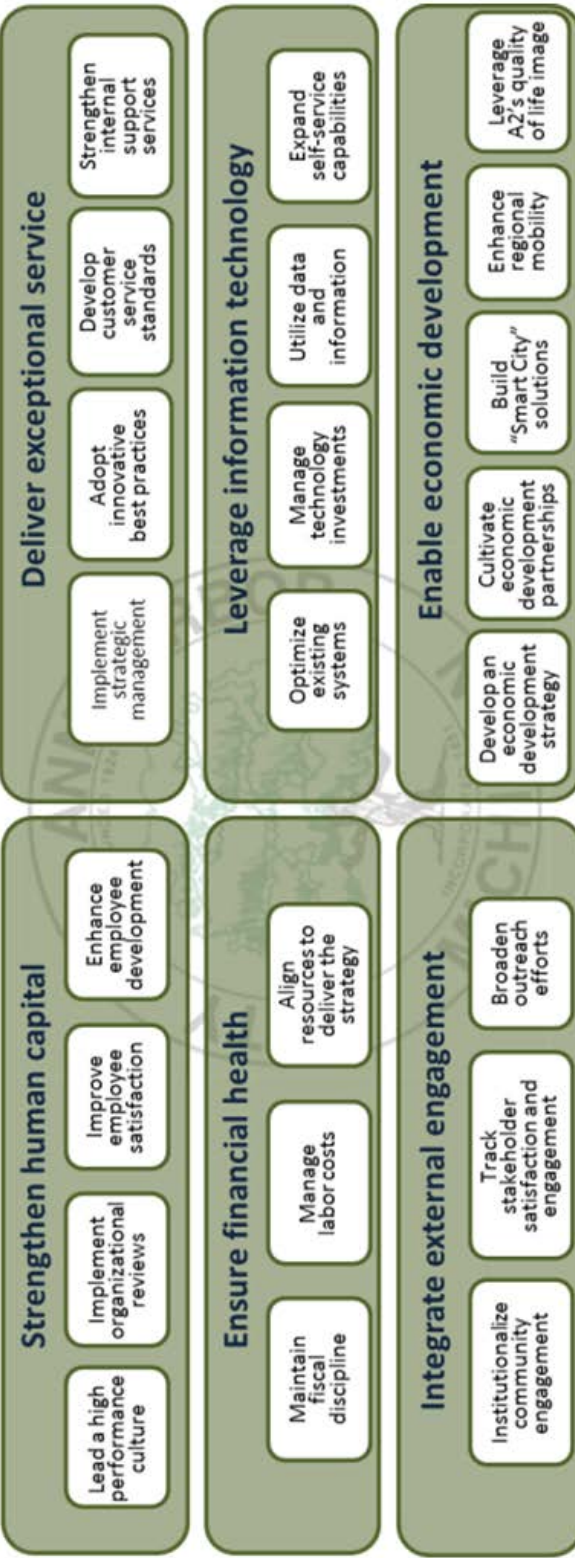 Strengthen human capital
Lead a high
performance
culture
Implement
organizational
reviews
Improve
employee
satisfaction
Enhance
employee
development
Deliver exceptional service
Implement
strategic
management
Adopt
innovative
best practices
Develop
customer
service
standards
Strengthen
internal
support
services
Ensure financial health
Maintain
fiscal
discipline
Manage
labor costs
Align
resources to
deliver the
strategy
Leverage information technology
Optimize
existing
systems
Manage
technology
investments
Utilize data
and
information
Expand
self-service
capabilities
Integrate external engagement
Institutionalize
community
engagement
Track
stakeholder
satisfaction and
engagement
Broaden
outreach
efforts
Enable economic development
Develop an
economic
development
strategy
Cultivate
economic
development
partnerships
Build
“Smart City”
solutions
Enhance
regional
mobility
Leverage
A2's quality
of life image